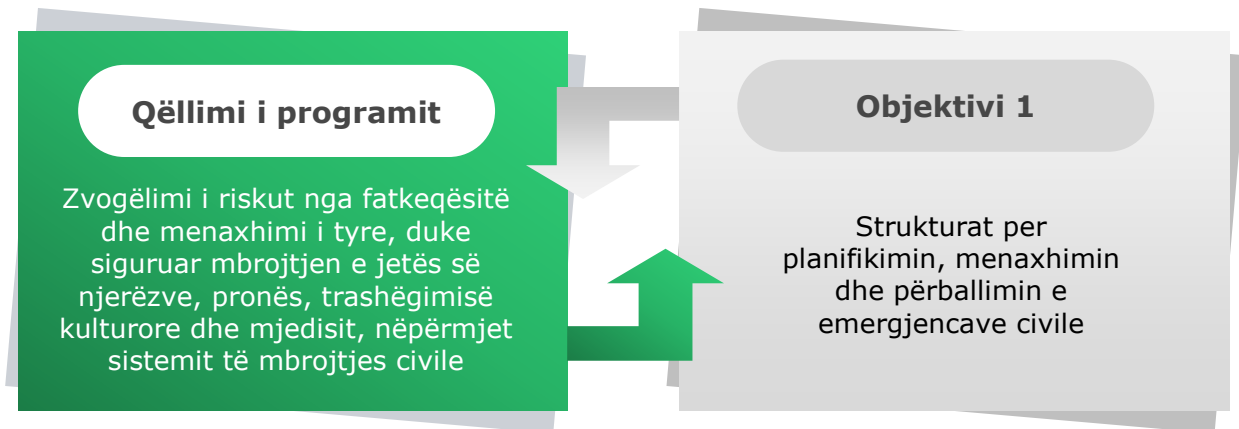 Qëllimi i programit
Zvogëlimi i riskut nga fatkeqësitë
dhe menaxhimi i tyre, duke
siguruar mbrojtjen e jetës së
njerëzve, pronës, trashëgimisë
kulturore dhe mjedisit, nëpërmjet
sistemit të mbrojtjes civile
Objektivi 1
Strukturat per
planifikimin, menaxhimin
dhe përballimin e
emergjencave civile